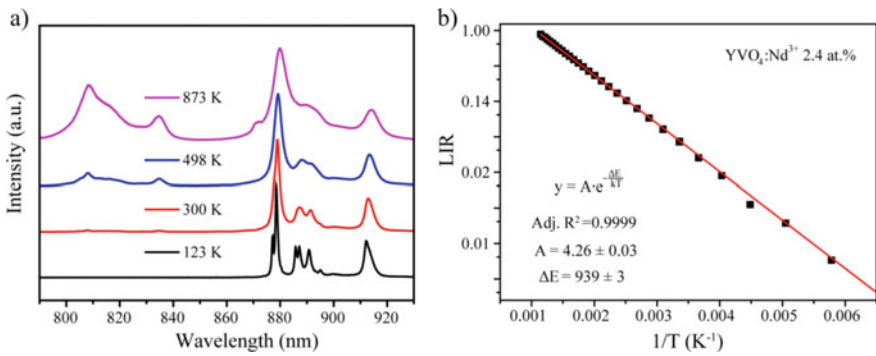 a)
Intensity (a.u.)
873 K
498 K
300 K
123 K
800 820 840 860 880 900 920
Wavelength (nm)
b)
LIR
1.00
0.14
0.02
0.01
YVO₄:Nd³⁺ 2.4 at.%
y = A·e^{-ΔE/kT}
Adj. R² =0.9999
A = 4.26 ± 0.03
ΔE = 939 ± 3
0.001 0.002 0.003 0.004 0.005 0.006
1/T (K⁻¹)